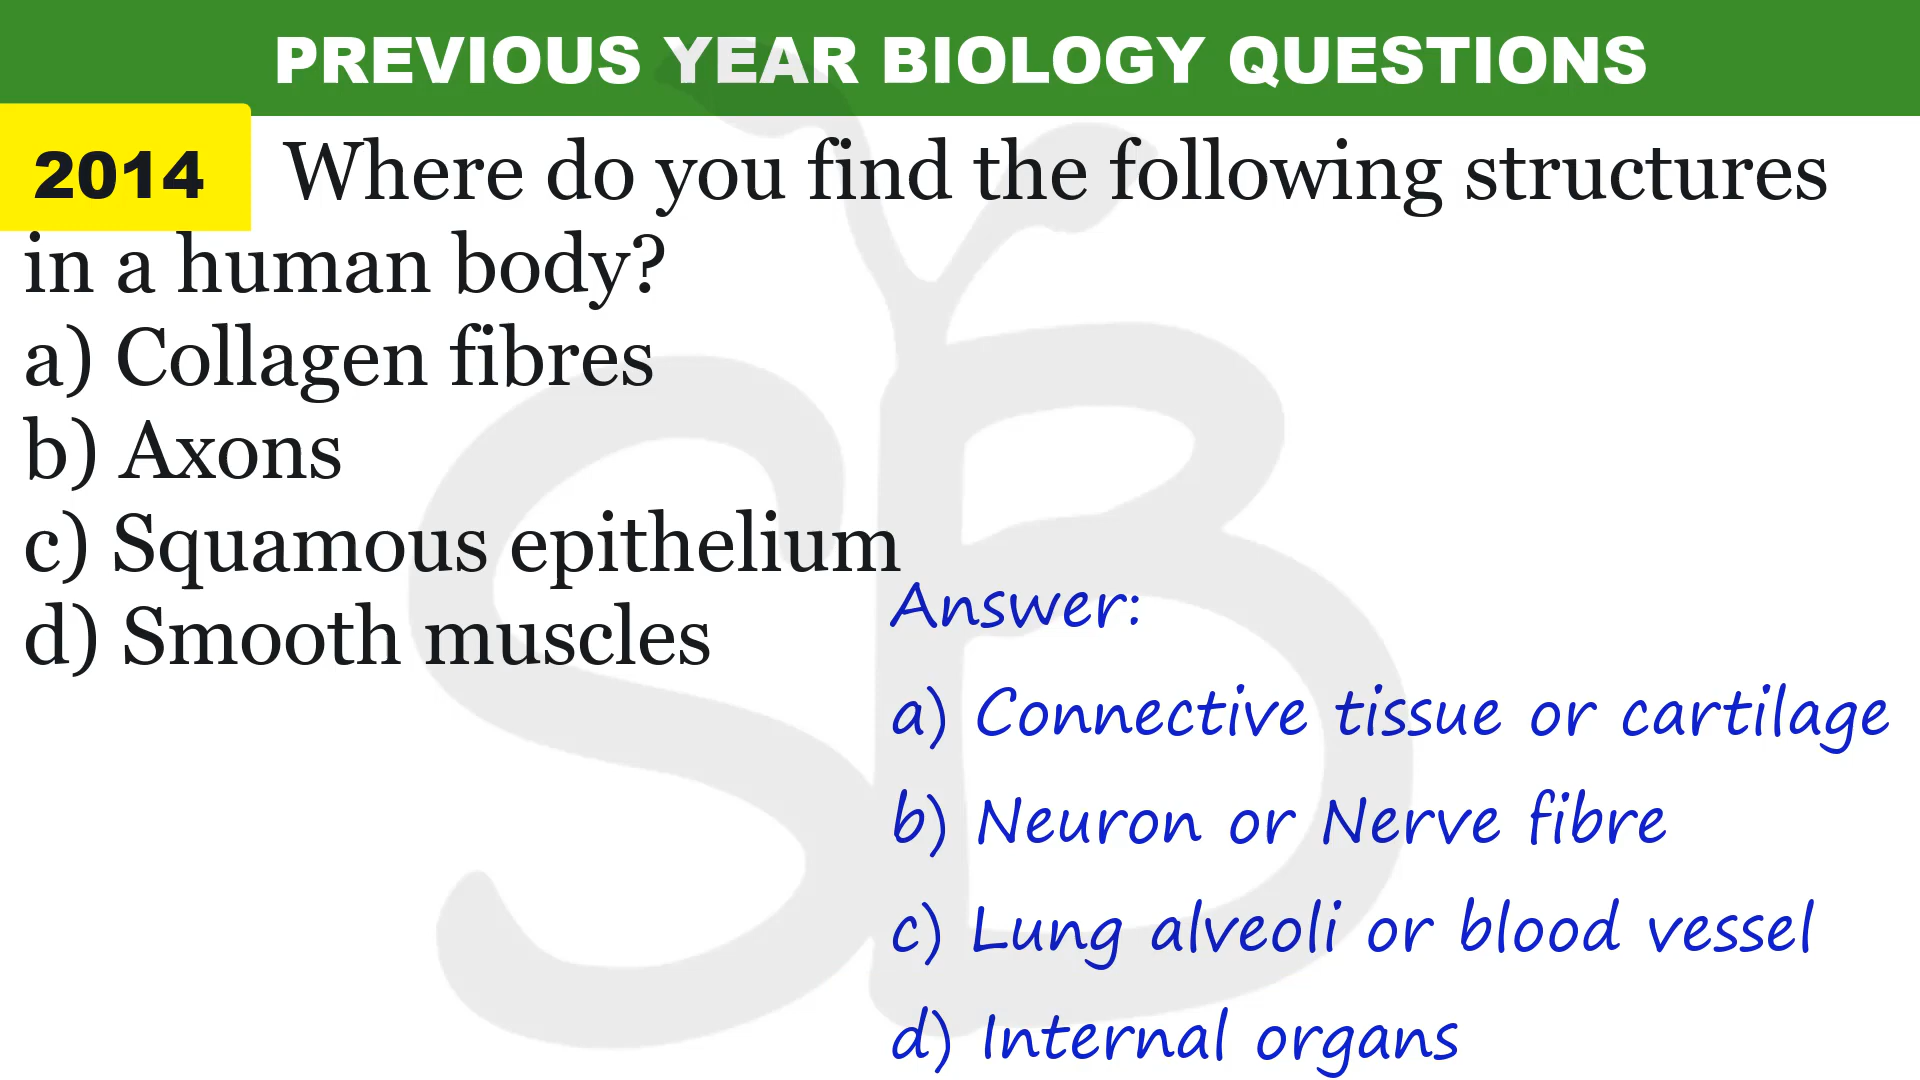 PREVIOUS YEAR BIOLOGY QUESTIONS
2014 Where do you find the following structures
in a human body?
a) Collagen fibres
b) Axons
c) Squamous epithelium
d) Smooth muscles
Answer:
a) Connective tissue or cartilage
b) Neuron or Nerve fibre
c) Lung alveoli or blood vessel
d) Internal organs
SB